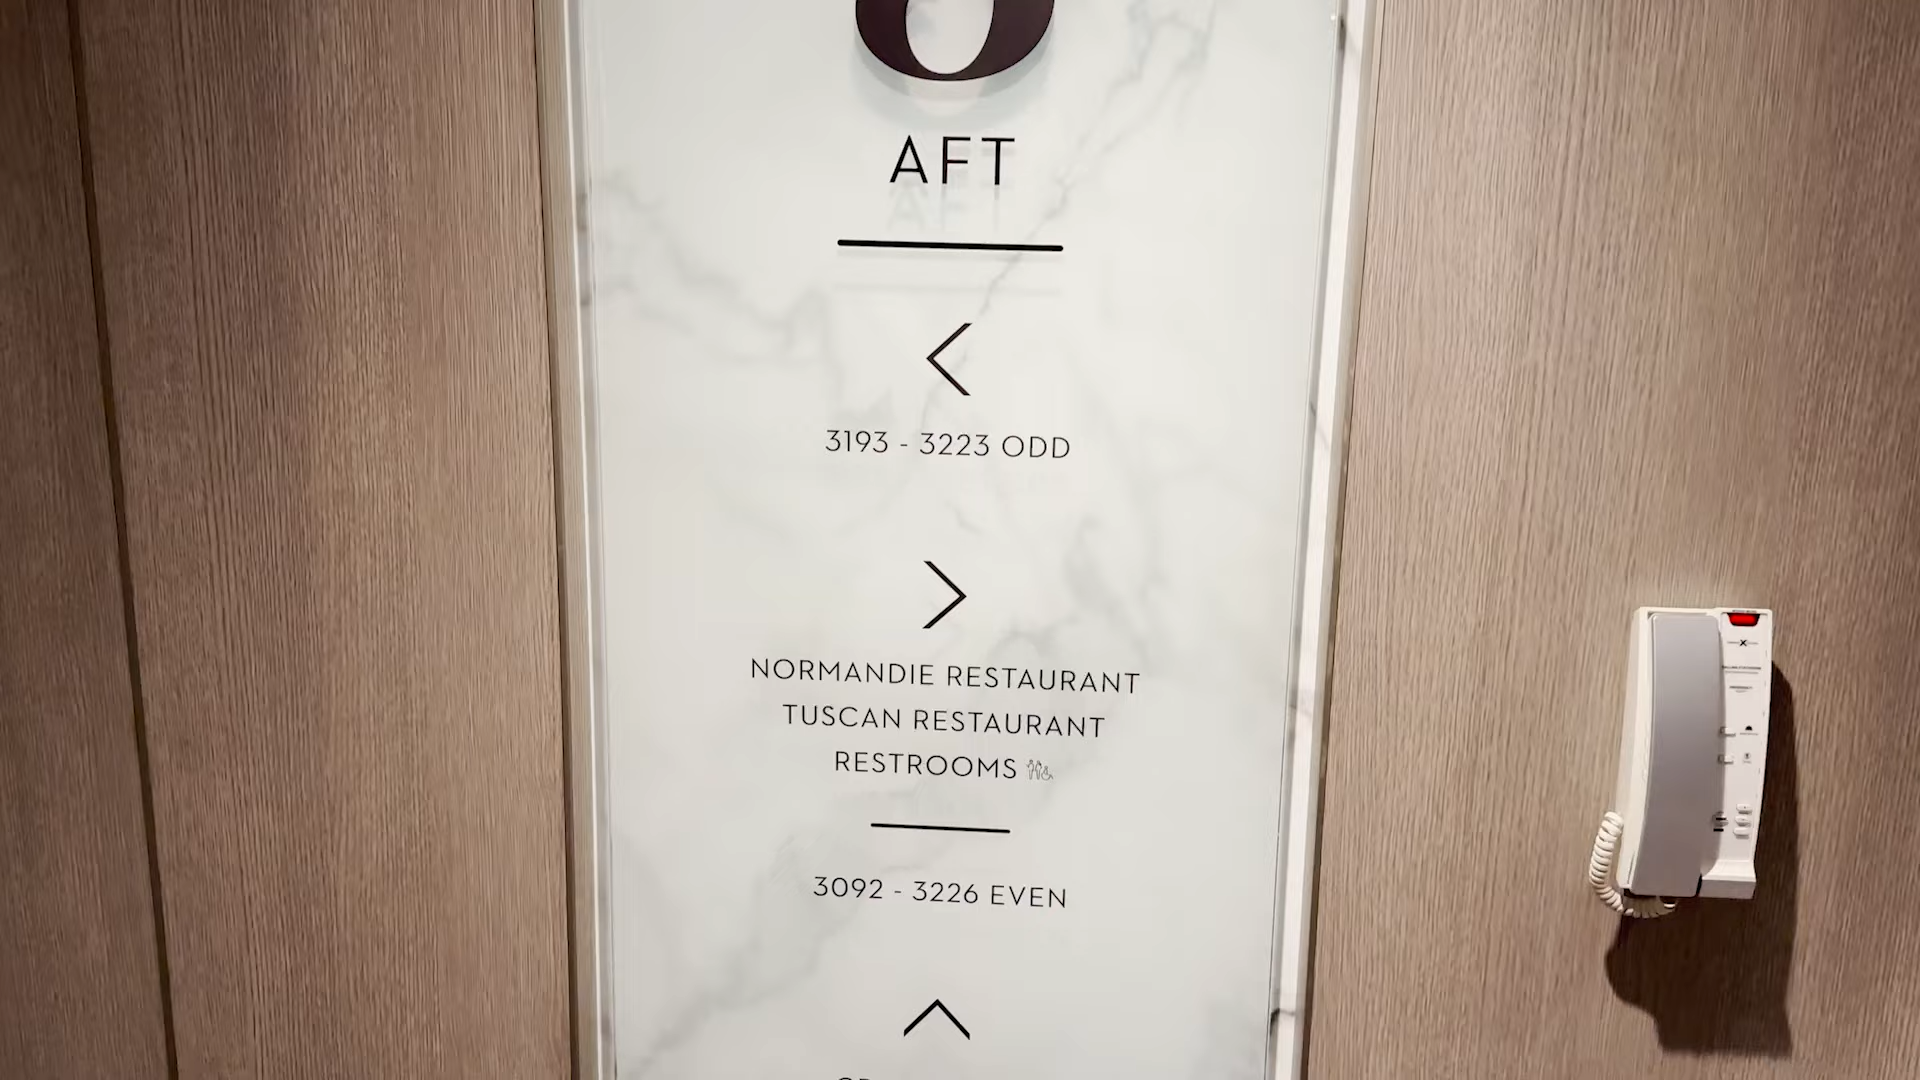 AFT
3193 - 3223 ODD
NORMANDIE RESTAURANT
TUSCAN RESTAURANT
RESTROOMS
3092 - 3226 EVEN